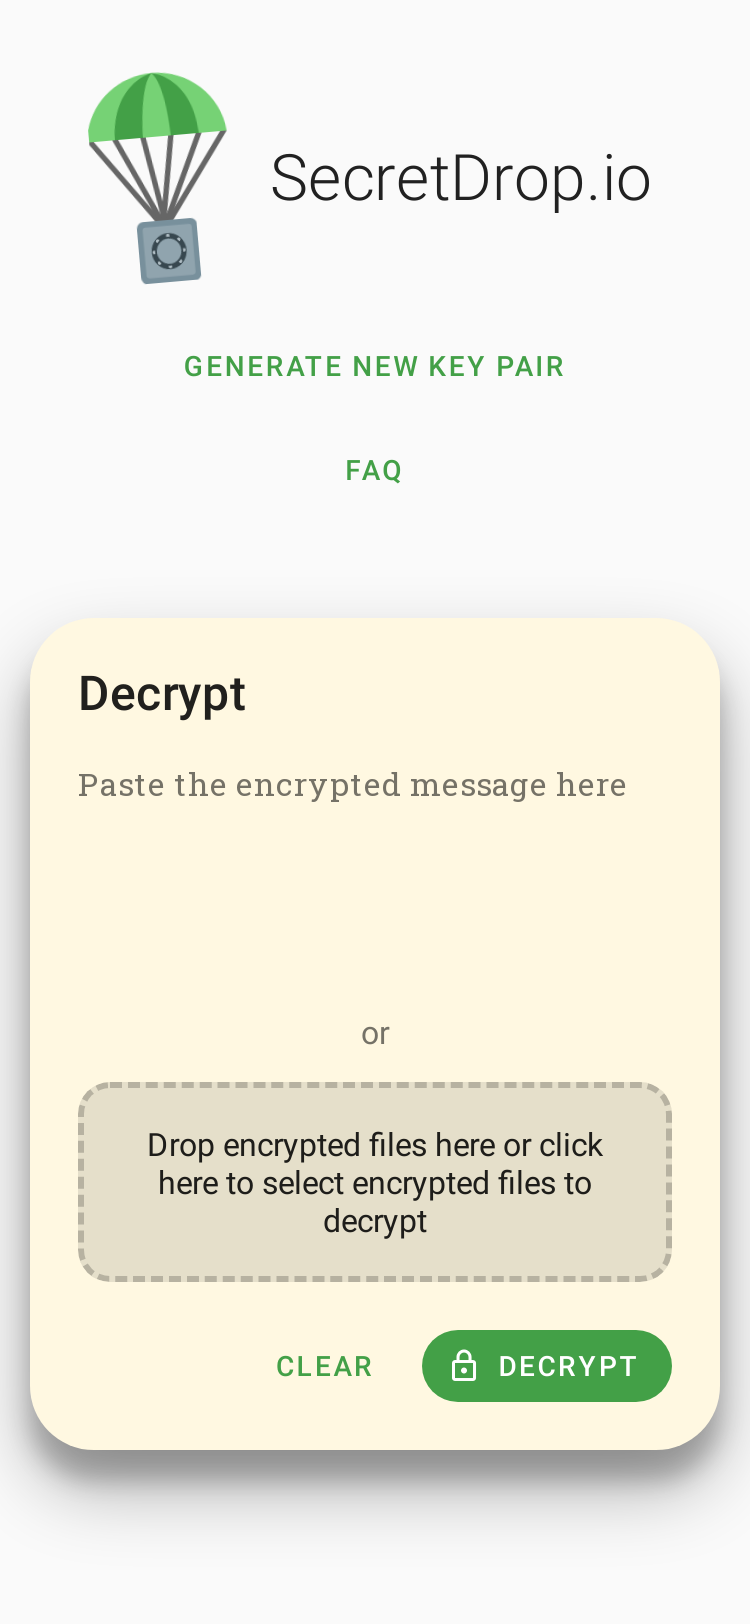 SecretDrop.io
GENERATE NEW KEY PAIR
FAQ
Decrypt
Paste the encrypted message here
or
Drop encrypted files here or click
here to select encrypted files to
decrypt
CLEAR
DECRYPT